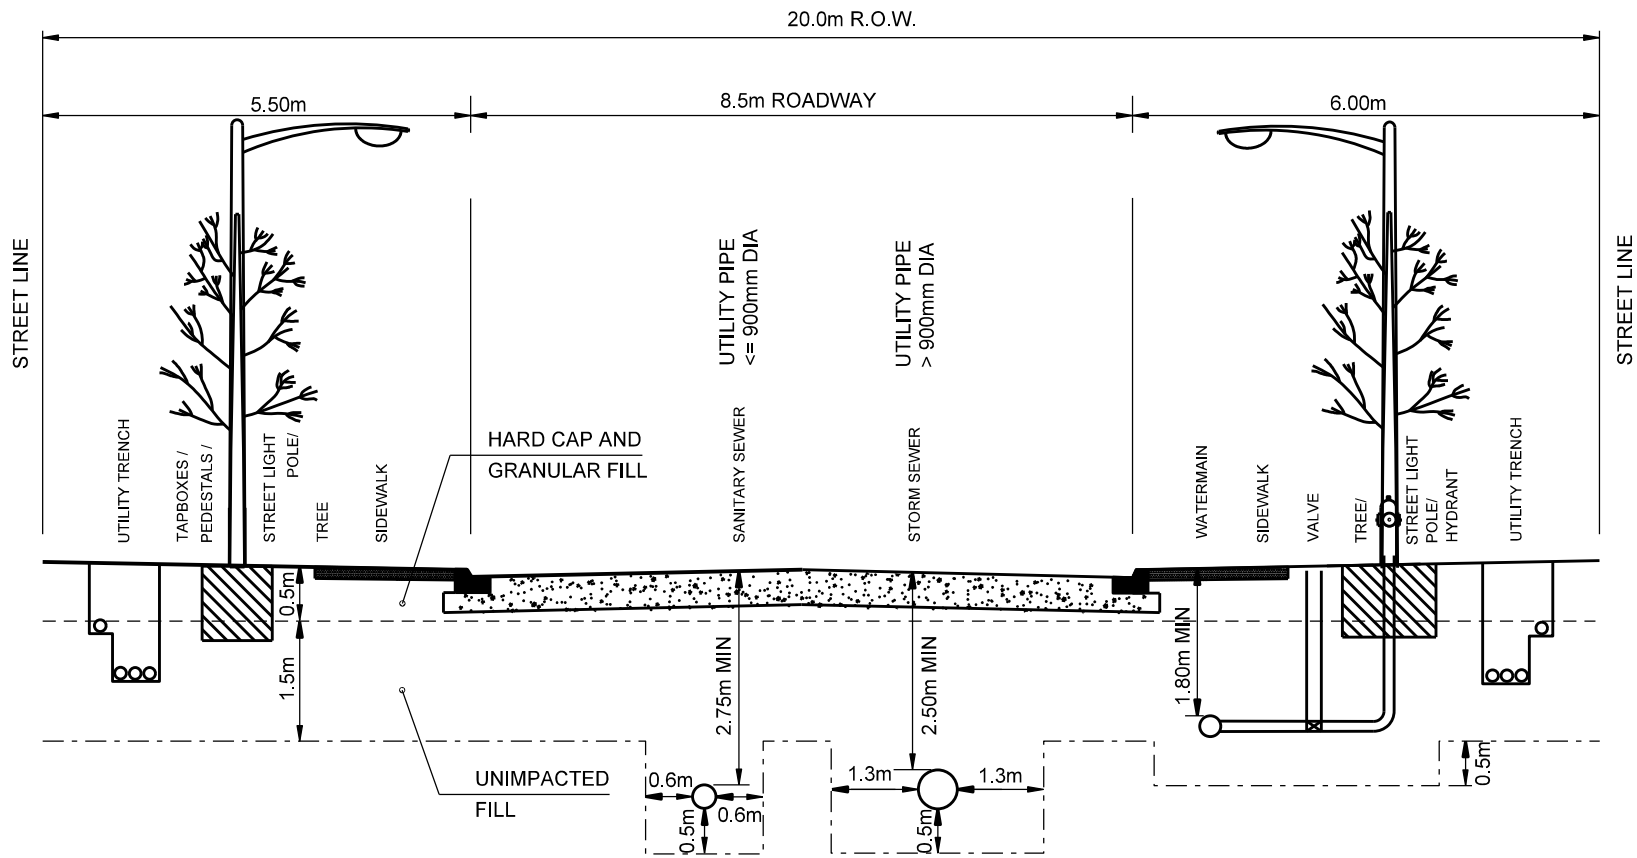 20.0m R.O.W.
5.50m
8.5m ROADWAY
6.00m
STREET LINE
STREET LINE
UTILITY PIPE
<= 900mm DIA
UTILITY PIPE
> 900mm DIA
UTILITY TRENCH
TAPBOXES /
PEDESTALS /
STREET LIGHT
POLE/
TREE
SIDEWALK
HARD CAP AND
GRANULAR FILL
SANITARY SEWER
STORM SEWER
WATERMAIN
SIDEWALK
VALVE
TREE/
STREET LIGHT
POLE/
HYDRANT
UTILITY TRENCH
0.5m
1.5m
2.75m MIN
2.50m MIN
1.80m MIN
UNIMPACTED
FILL
0.6m
0.6m
0.5m
1.3m
1.3m
0.5m
0.5m